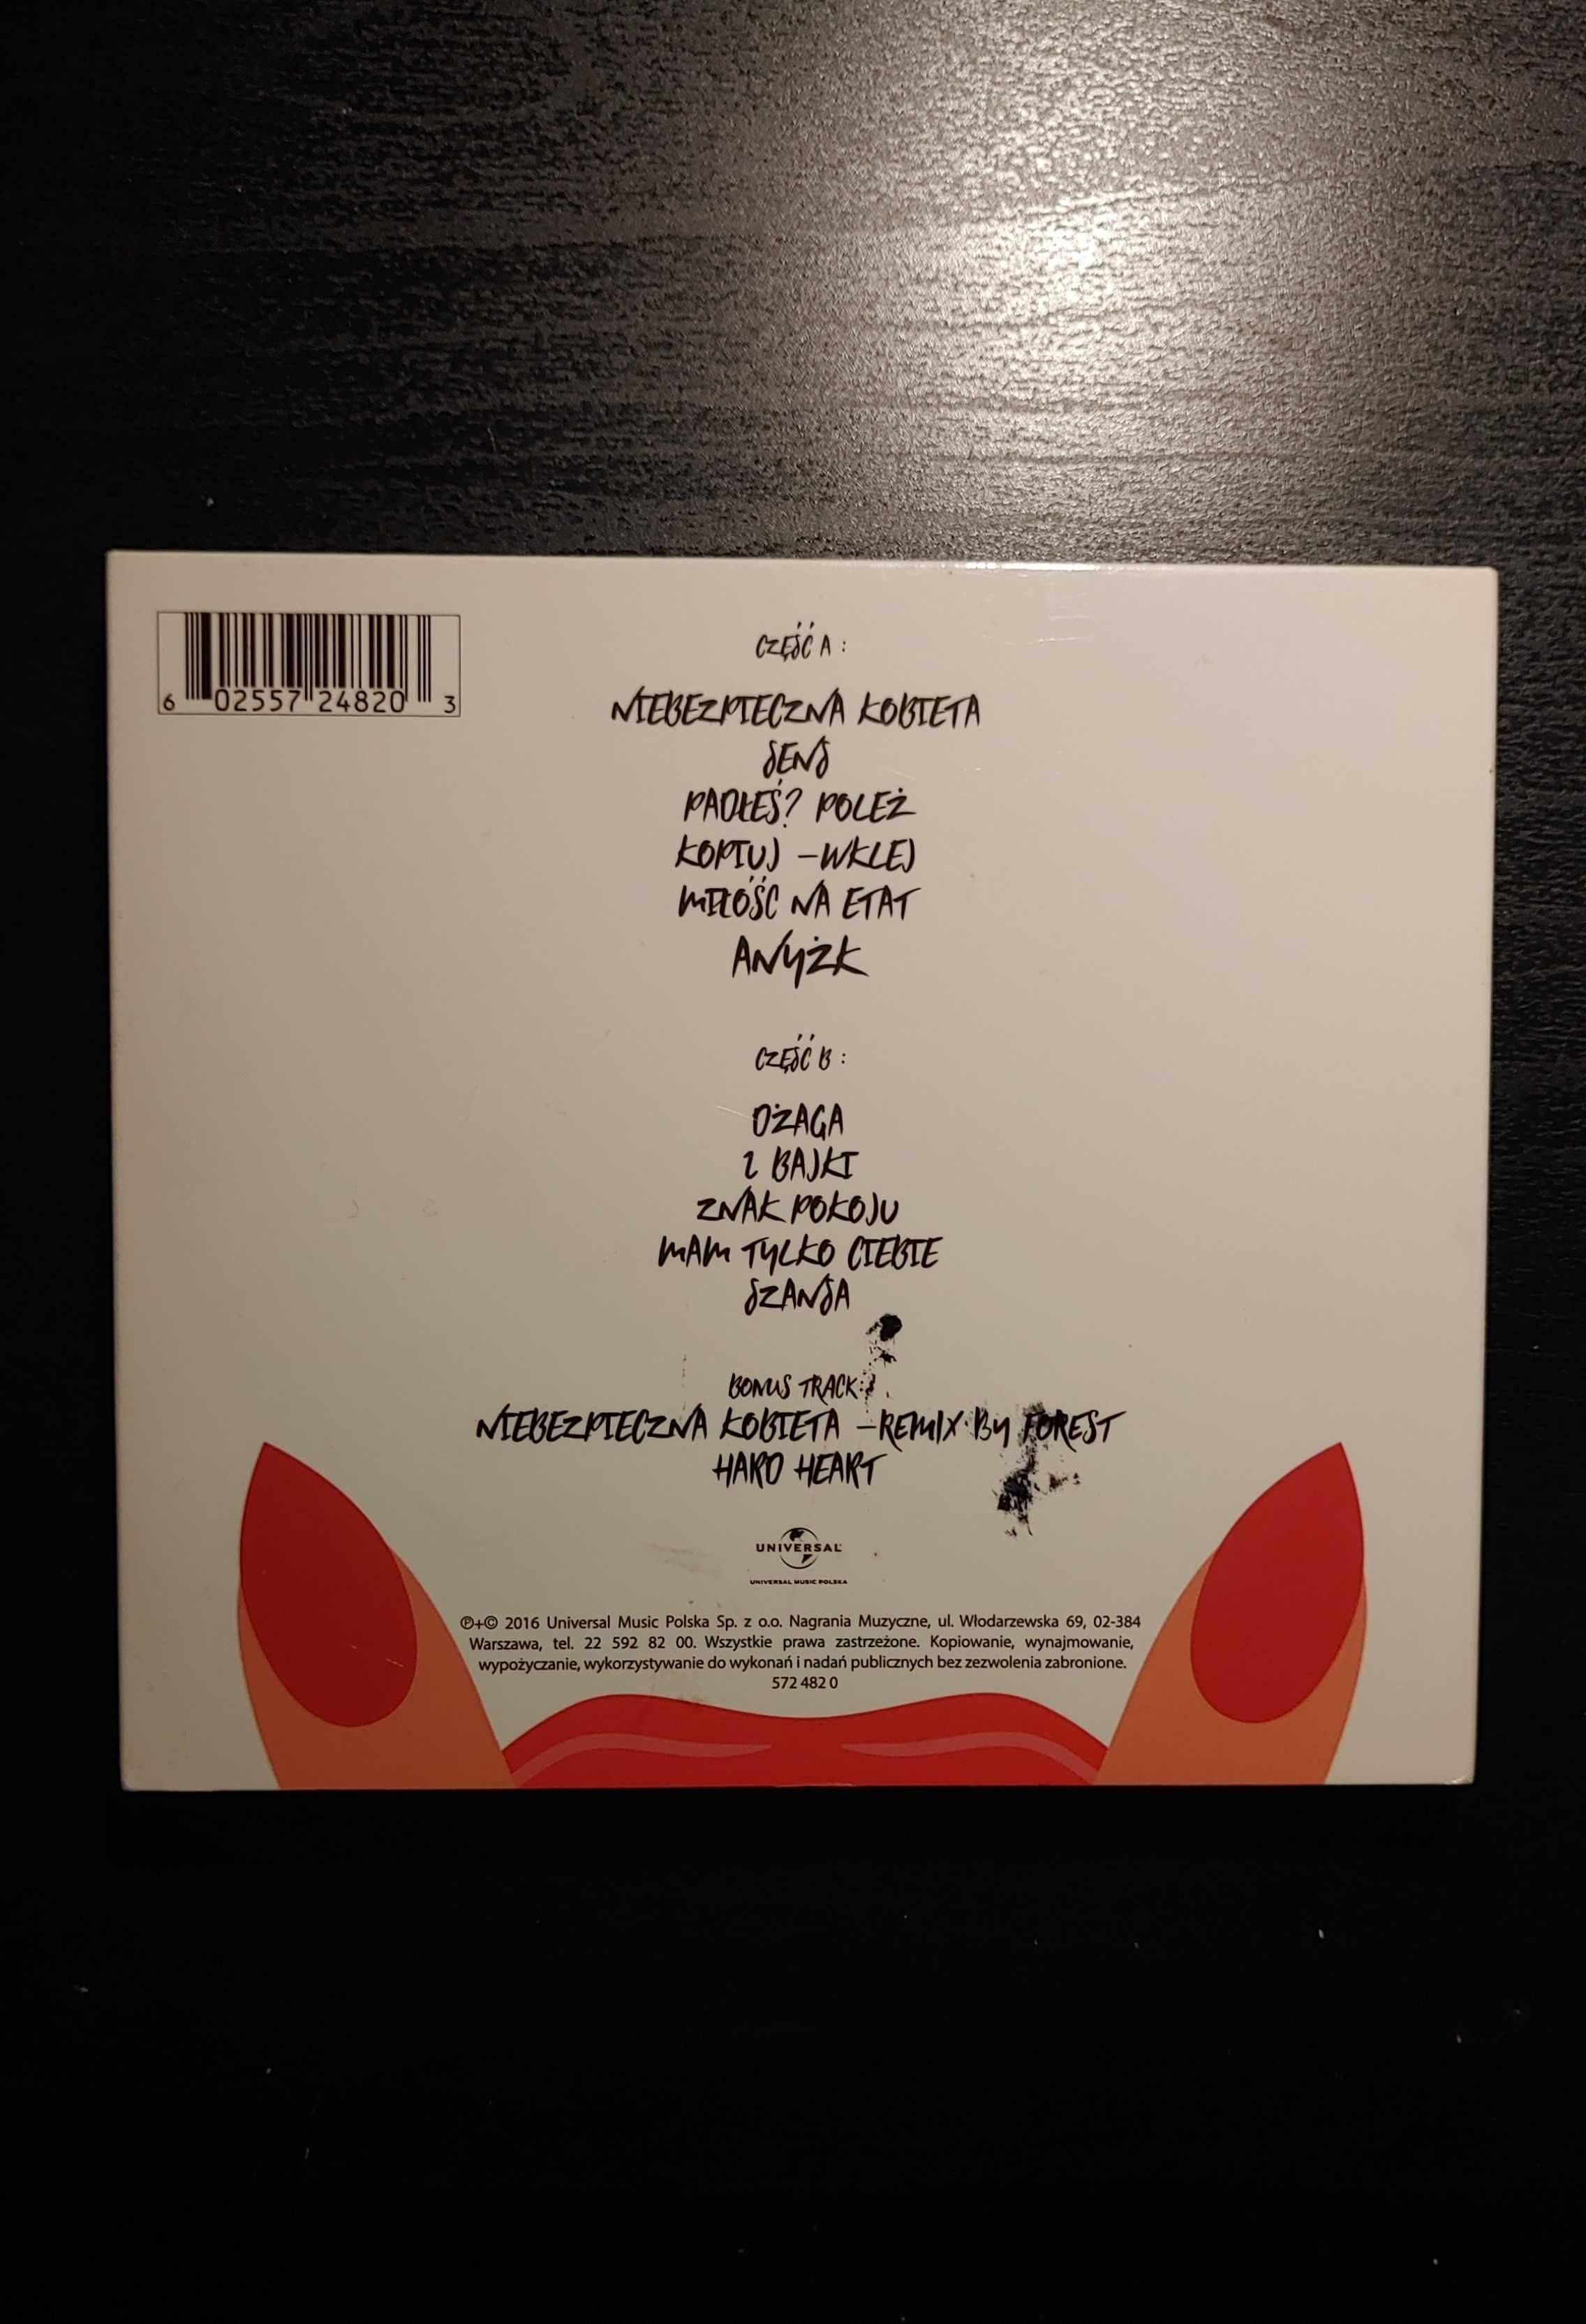 6 02557 24820 3
CZĘŚĆ A :
NIEBEZPIECZNA KOBIETA
SENS
PADŁEŚ? POLEŻ
KOPIUJ – WKLEJ
MIŁOŚĆ NA ETAT
ANYŻK
CZĘŚĆ B :
OŻAGA
Z BAJKI
ZNAK POKOJU
MAM TYLKO CIEBIE
SZANSA
BONUS TRACK:
NIEBEZPIECZNA KOBIETA – REMIX BY FOREST
HARD HEART
UNIVERSAL
UNIVERSAL MUSIC POLSKA
℗+© 2016 Universal Music Polska Sp. z o.o. Nagrania Muzyczne, ul. Włodarzewska 69, 02-384
Warszawa, tel. 22 592 82 00. Wszystkie prawa zastrzeżone. Kopiowanie, wynajmowanie,
wypożyczanie, wykorzystywanie do wykonań i nadań publicznych bez zezwolenia zabronione.
572 482 0